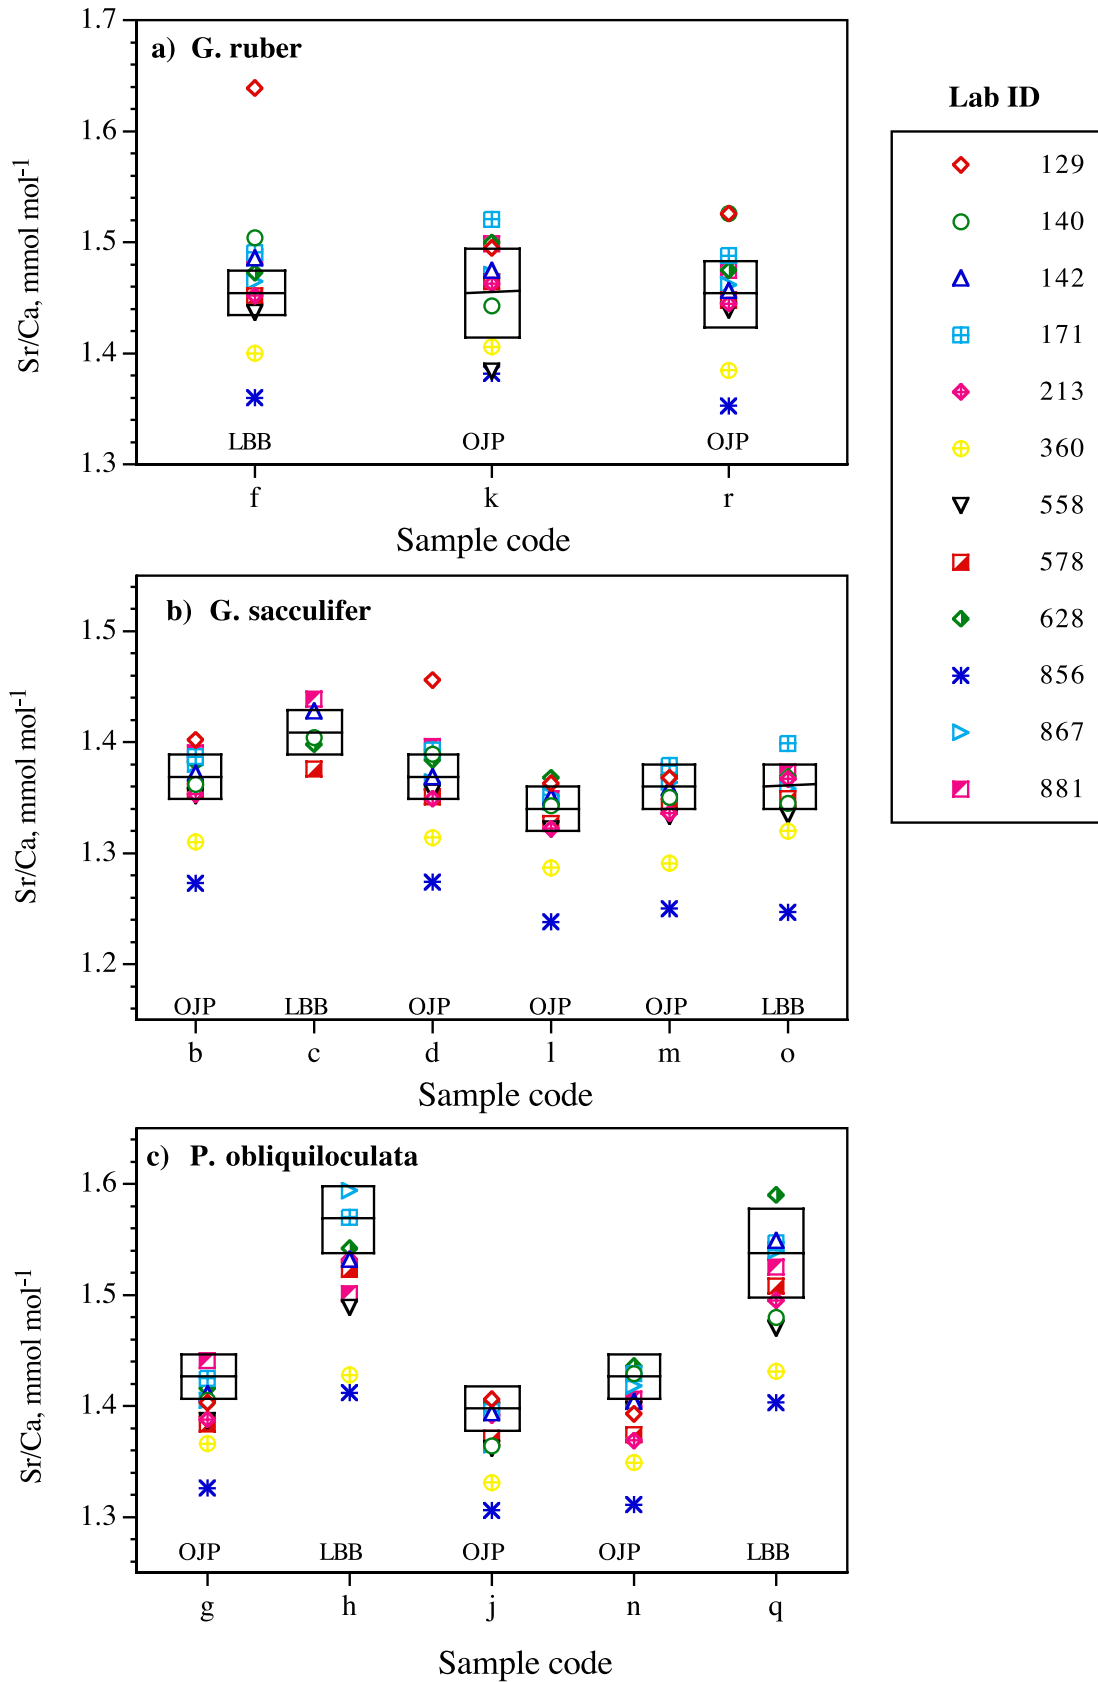 1.7
a) G. ruber
1.6
1.5
1.4
1.3
Sr/Ca, mmol mol-1
LBB OJP OJP
f k r
Sample code
Lab ID
129
140
142
171
213
360
558
578
628
856
867
881
b) G. sacculifer
1.5
1.4
1.3
1.2
Sr/Ca, mmol mol-1
OJP LBB OJP OJP OJP LBB
b c d l m o
Sample code
c) P. obliquiloculata
1.6
1.5
1.4
1.3
Sr/Ca, mmol mol-1
OJP LBB OJP OJP LBB
g h j n q
Sample code